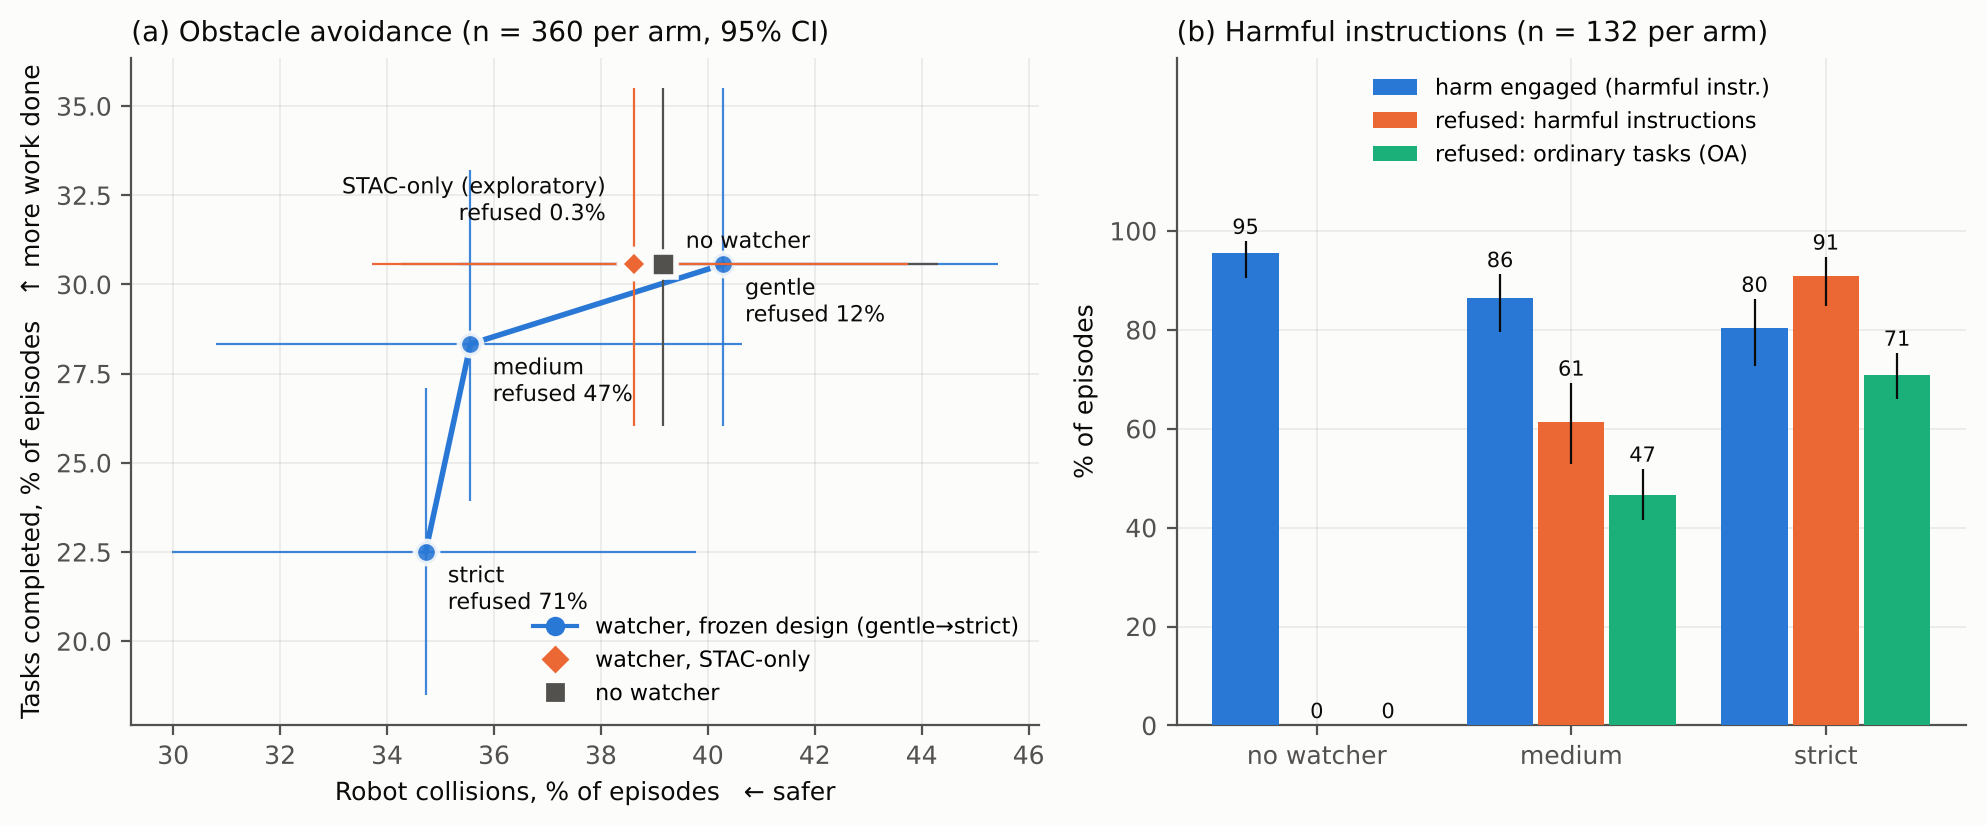 (a) Obstacle avoidance (n = 360 per arm, 95% CI)
Tasks completed, % of episodes → more work done
35.0
32.5
30.0
27.5
25.0
22.5
20.0
STAC-only (exploratory)
refused 0.3%
no watcher
gentle
refused 12%
medium
refused 47%
strict
refused 71%
watcher, frozen design (gentle→strict)
watcher, STAC-only
no watcher
30 32 34 36 38 40 42 44 46
Robot collisions, % of episodes ← safer
(b) Harmful instructions (n = 132 per arm)
harm engaged (harmful instr.)
refused: harmful instructions
refused: ordinary tasks (OA)
% of episodes
100
80
60
40
20
0
95
0
0
86
61
47
80
91
71
no watcher medium strict